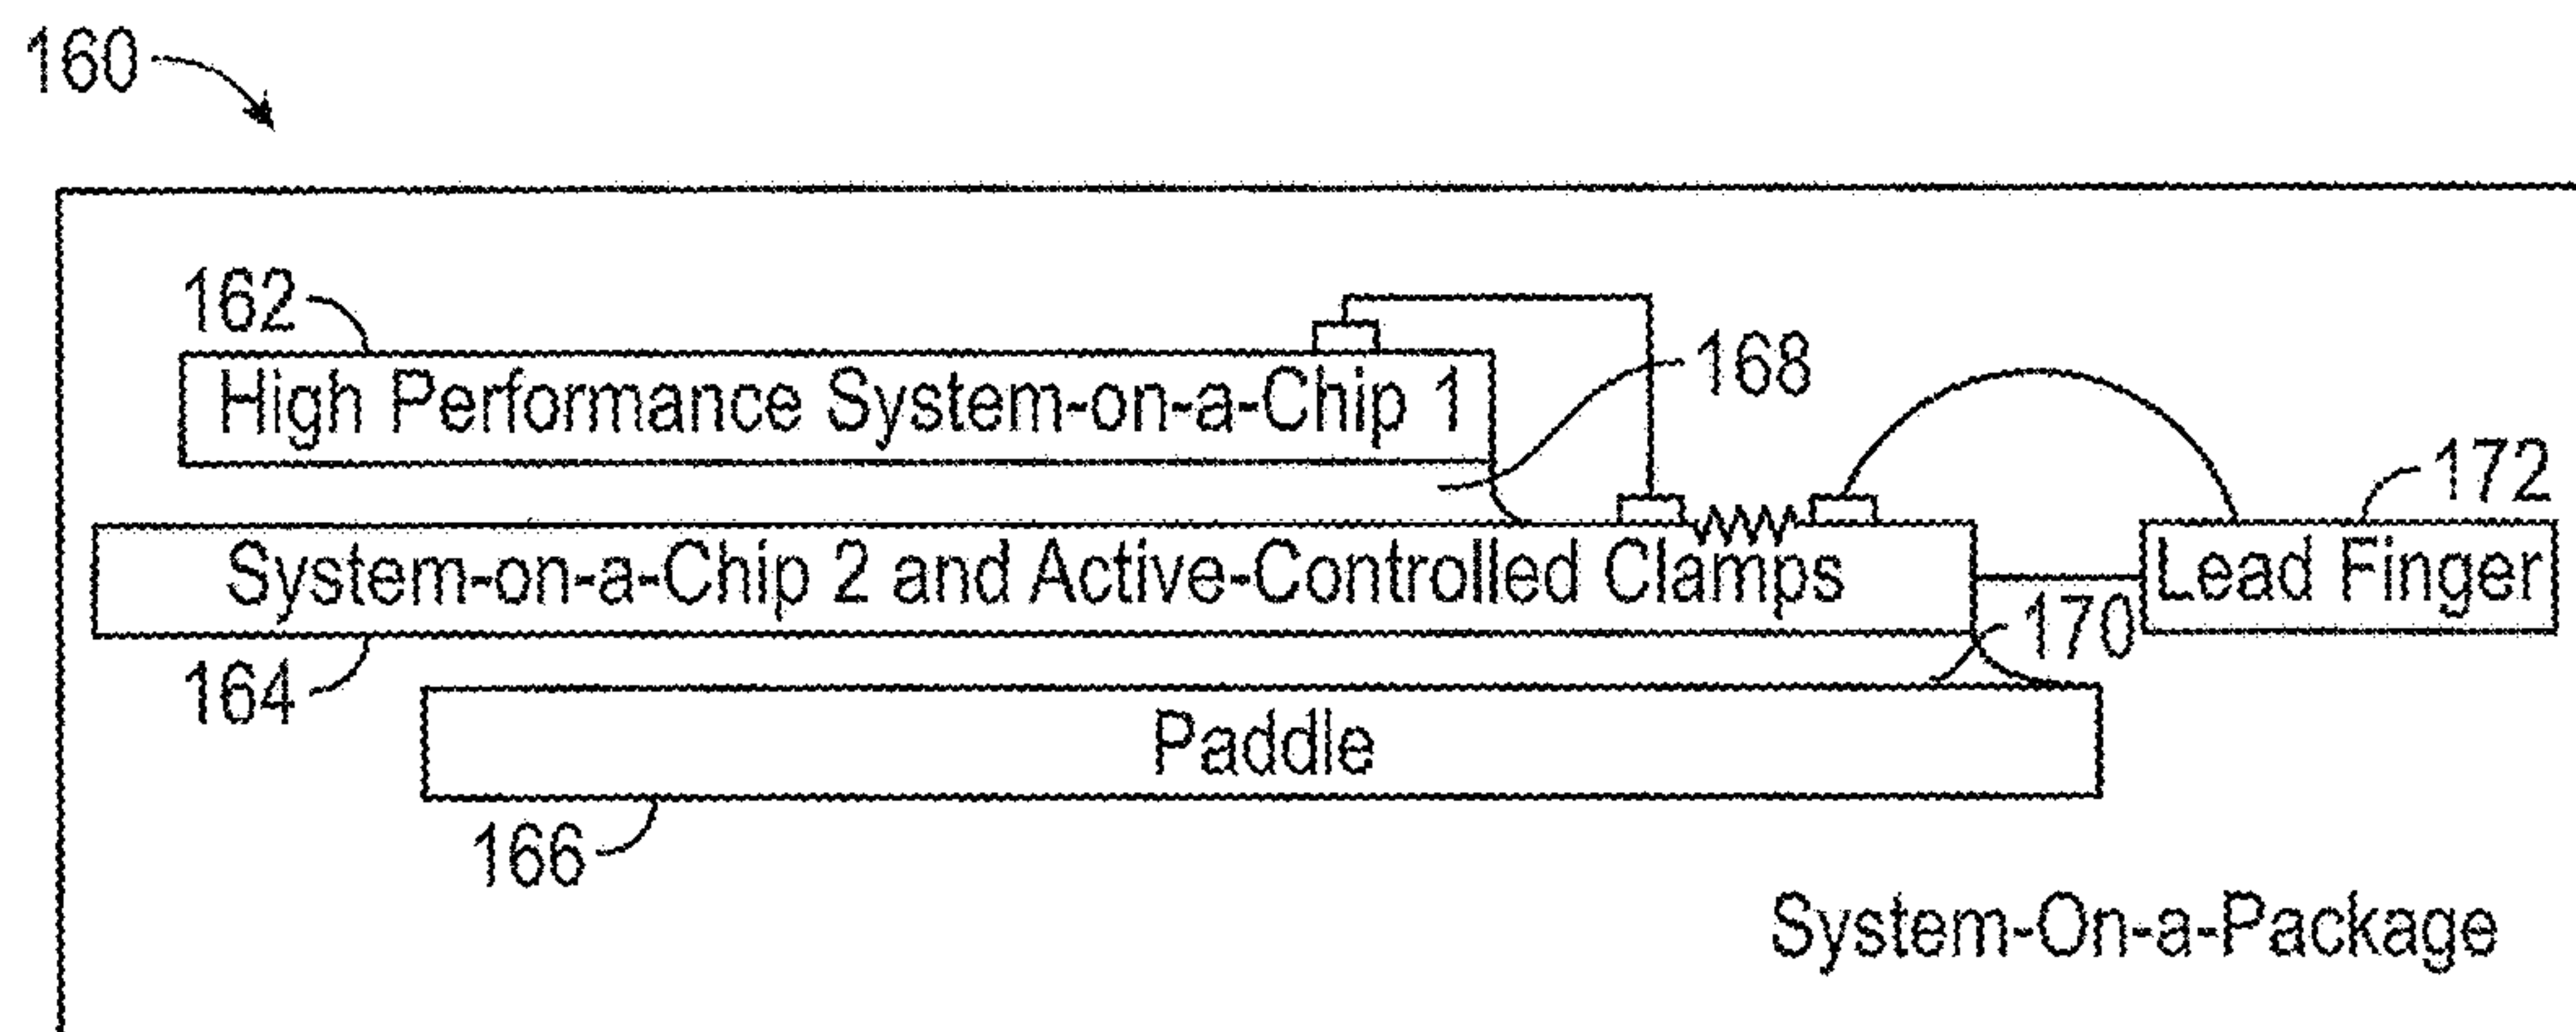 160
162
168
High Performance System-on-a-Chip 1
172
System-on-a-Chip 2 and Active-Controlled Clamps
Lead Finger
170
164
Paddle
166
System-On-a-Package